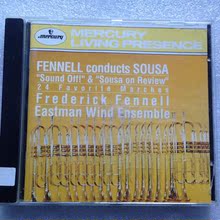 Mercury
MERCURY
LIVING PRESENCE
FENNELL conducts SOUSA
"Sound Off!" & "Sousa on Review"
24 Favorite Marches
Frederick Fennell
Eastman Wind Ensemble